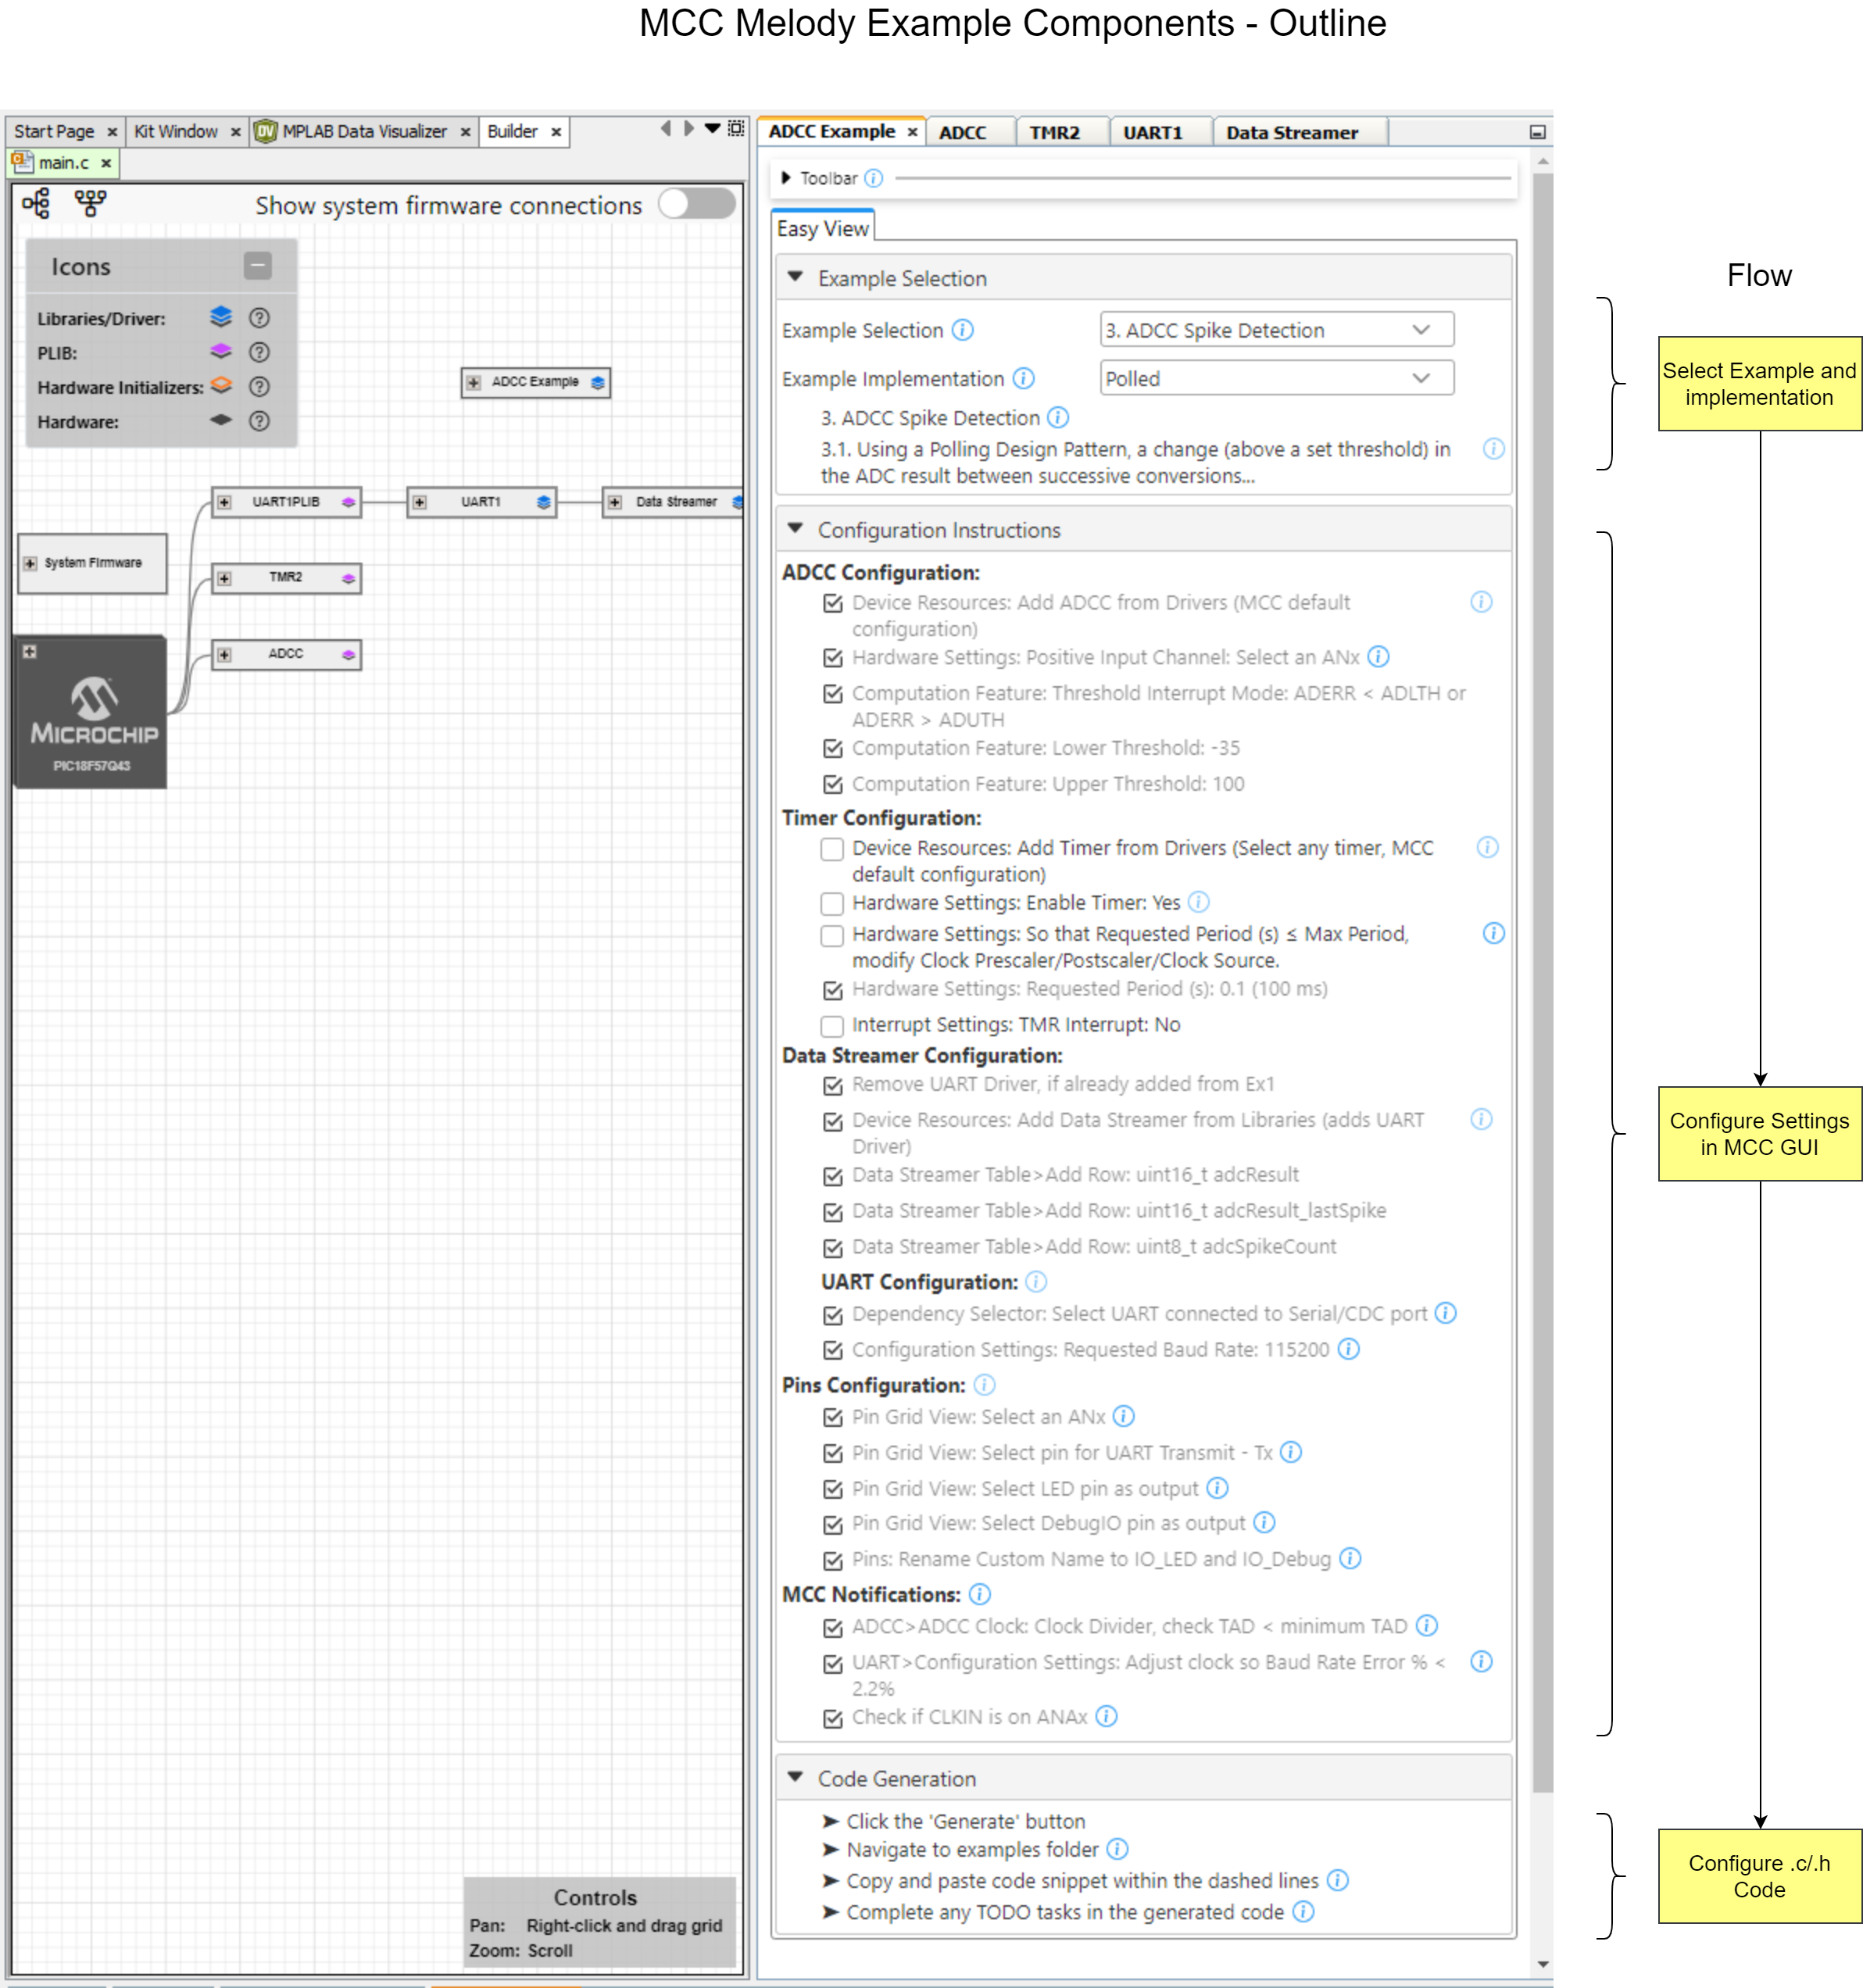 MCC Melody Example Components - Outline
Start Page
Kit Window
DV
MPLAB Data Visualizer
Builder
main.c
Show system firmware connections
Icons
Libraries/Driver:
PLIB:
Hardware Initializers:
Hardware:
ADCC Example
UART1PLIB
UART1
Data Streamer
System Firmware
TMR2
ADCC
MICROCHIP
PIC18F57Q43
Controls
Pan: Right-click and drag grid
Zoom: Scroll
ADCC Example
ADCC
TMR2
UART1
Data Streamer
Toolbar
Easy View
Example Selection
Example Selection
3. ADCC Spike Detection
Example Implementation
Polled
3. ADCC Spike Detection
3.1. Using a Polling Design Pattern, a change (above a set threshold) in
the ADC result between successive conversions...
Configuration Instructions
ADCC Configuration:
Device Resources: Add ADCC from Drivers (MCC default
configuration)
Hardware Settings: Positive Input Channel: Select an ANx
Computation Feature: Threshold Interrupt Mode: ADERR < ADLTH or
ADERR > ADUTH
Computation Feature: Lower Threshold: -35
Computation Feature: Upper Threshold: 100
Timer Configuration:
Device Resources: Add Timer from Drivers (Select any timer, MCC
default configuration)
Hardware Settings: Enable Timer: Yes
Hardware Settings: So that Requested Period (s) ≤ Max Period,
modify Clock Prescaler/Postscaler/Clock Source.
Hardware Settings: Requested Period (s): 0.1 (100 ms)
Interrupt Settings: TMR Interrupt: No
Data Streamer Configuration:
Remove UART Driver, if already added from Ex1
Device Resources: Add Data Streamer from Libraries (adds UART
Driver)
Data Streamer Table>Add Row: uint16_t adcResult
Data Streamer Table>Add Row: uint16_t adcResult_lastSpike
Data Streamer Table>Add Row: uint8_t adcSpikeCount
UART Configuration:
Dependency Selector: Select UART connected to Serial/CDC port
Configuration Settings: Requested Baud Rate: 115200
Pins Configuration:
Pin Grid View: Select an ANx
Pin Grid View: Select pin for UART Transmit - Tx
Pin Grid View: Select LED pin as output
Pin Grid View: Select DebugIO pin as output
Pins: Rename Custom Name to IO_LED and IO_Debug
MCC Notifications:
ADCC>ADCC Clock: Clock Divider, check TAD < minimum TAD
UART>Configuration Settings: Adjust clock so Baud Rate Error % <
2.2%
Check if CLKIN is on ANAx
Code Generation
➤ Click the 'Generate' button
➤ Navigate to examples folder
➤ Copy and paste code snippet within the dashed lines
➤ Complete any TODO tasks in the generated code
Flow
Select Example and
implementation
Configure Settings
in MCC GUI
Configure .c/.h
Code